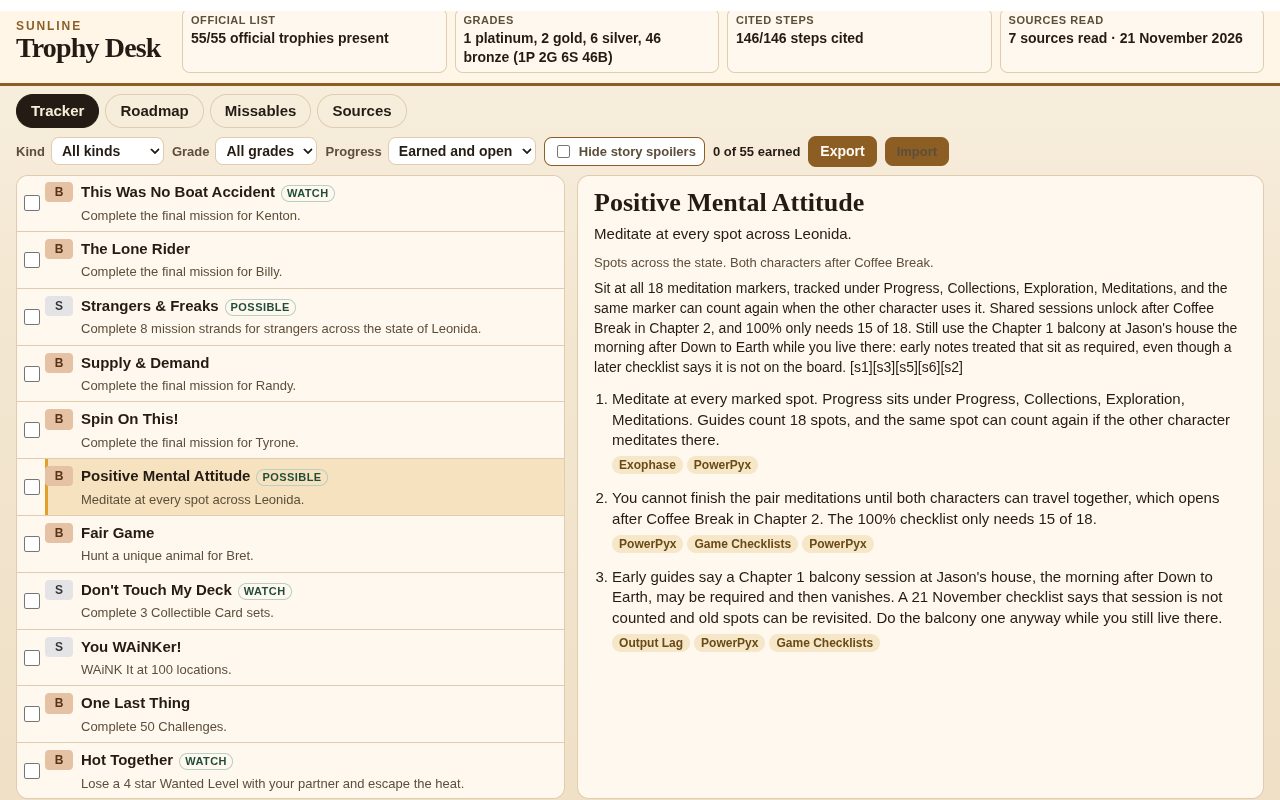 SUNLINE
Trophy Desk
OFFICIAL LIST
55/55 official trophies present
GRADES
1 platinum, 2 gold, 6 silver, 46
bronze (1P 2G 6S 46B)
CITED STEPS
146/146 steps cited
SOURCES READ
7 sources read · 21 November 2026
Tracker
Roadmap
Missables
Sources
Kind
All kinds
Grade
All grades
Progress
Earned and open
Hide story spoilers
0 of 55 earned
Export
Import
B This Was No Boat Accident WATCH
Complete the final mission for Kenton.
B The Lone Rider
Complete the final mission for Billy.
S Strangers & Freaks POSSIBLE
Complete 8 mission strands for strangers across the state of Leonida.
B Supply & Demand
Complete the final mission for Randy.
B Spin On This!
Complete the final mission for Tyrone.
B Positive Mental Attitude POSSIBLE
Meditate at every spot across Leonida.
B Fair Game
Hunt a unique animal for Bret.
S Don't Touch My Deck WATCH
Complete 3 Collectible Card sets.
S You WAiNKer!
WAiNK It at 100 locations.
B One Last Thing
Complete 50 Challenges.
B Hot Together WATCH
Lose a 4 star Wanted Level with your partner and escape the heat.
Positive Mental Attitude
Meditate at every spot across Leonida.
Spots across the state. Both characters after Coffee Break.
Sit at all 18 meditation markers, tracked under Progress, Collections, Exploration, Meditations, and the
same marker can count again when the other character uses it. Shared sessions unlock after Coffee
Break in Chapter 2, and 100% only needs 15 of 18. Still use the Chapter 1 balcony at Jason's house the
morning after Down to Earth while you live there: early notes treated that sit as required, even though a
later checklist says it is not on the board. [s1][s3][s5][s6][s2]
1. Meditate at every marked spot. Progress sits under Progress, Collections, Exploration,
Meditations. Guides count 18 spots, and the same spot can count again if the other character
meditates there.
Exophase PowerPyx
2. You cannot finish the pair meditations until both characters can travel together, which opens
after Coffee Break in Chapter 2. The 100% checklist only needs 15 of 18.
PowerPyx Game Checklists PowerPyx
3. Early guides say a Chapter 1 balcony session at Jason's house, the morning after Down to
Earth, may be required and then vanishes. A 21 November checklist says that session is not
counted and old spots can be revisited. Do the balcony one anyway while you still live there.
Output Lag PowerPyx Game Checklists